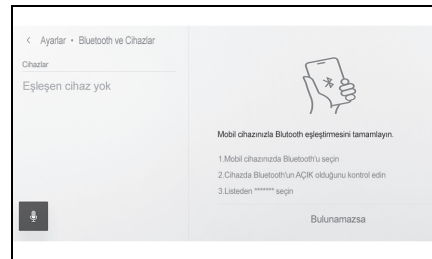 < Ayarlar • Bluetooth ve Cihazlar
Cihazlar
Eşleşen cihaz yok
Mobil cihazınızla Blutooth eşleştirmesini tamamlayın.
1.Mobil cihazınızda Bluetooth'u seçin
2.Cihazda Bluetooth'un AÇIK olduğunu kontrol edin
3.Listeden ******* seçin
Bulunamazsa